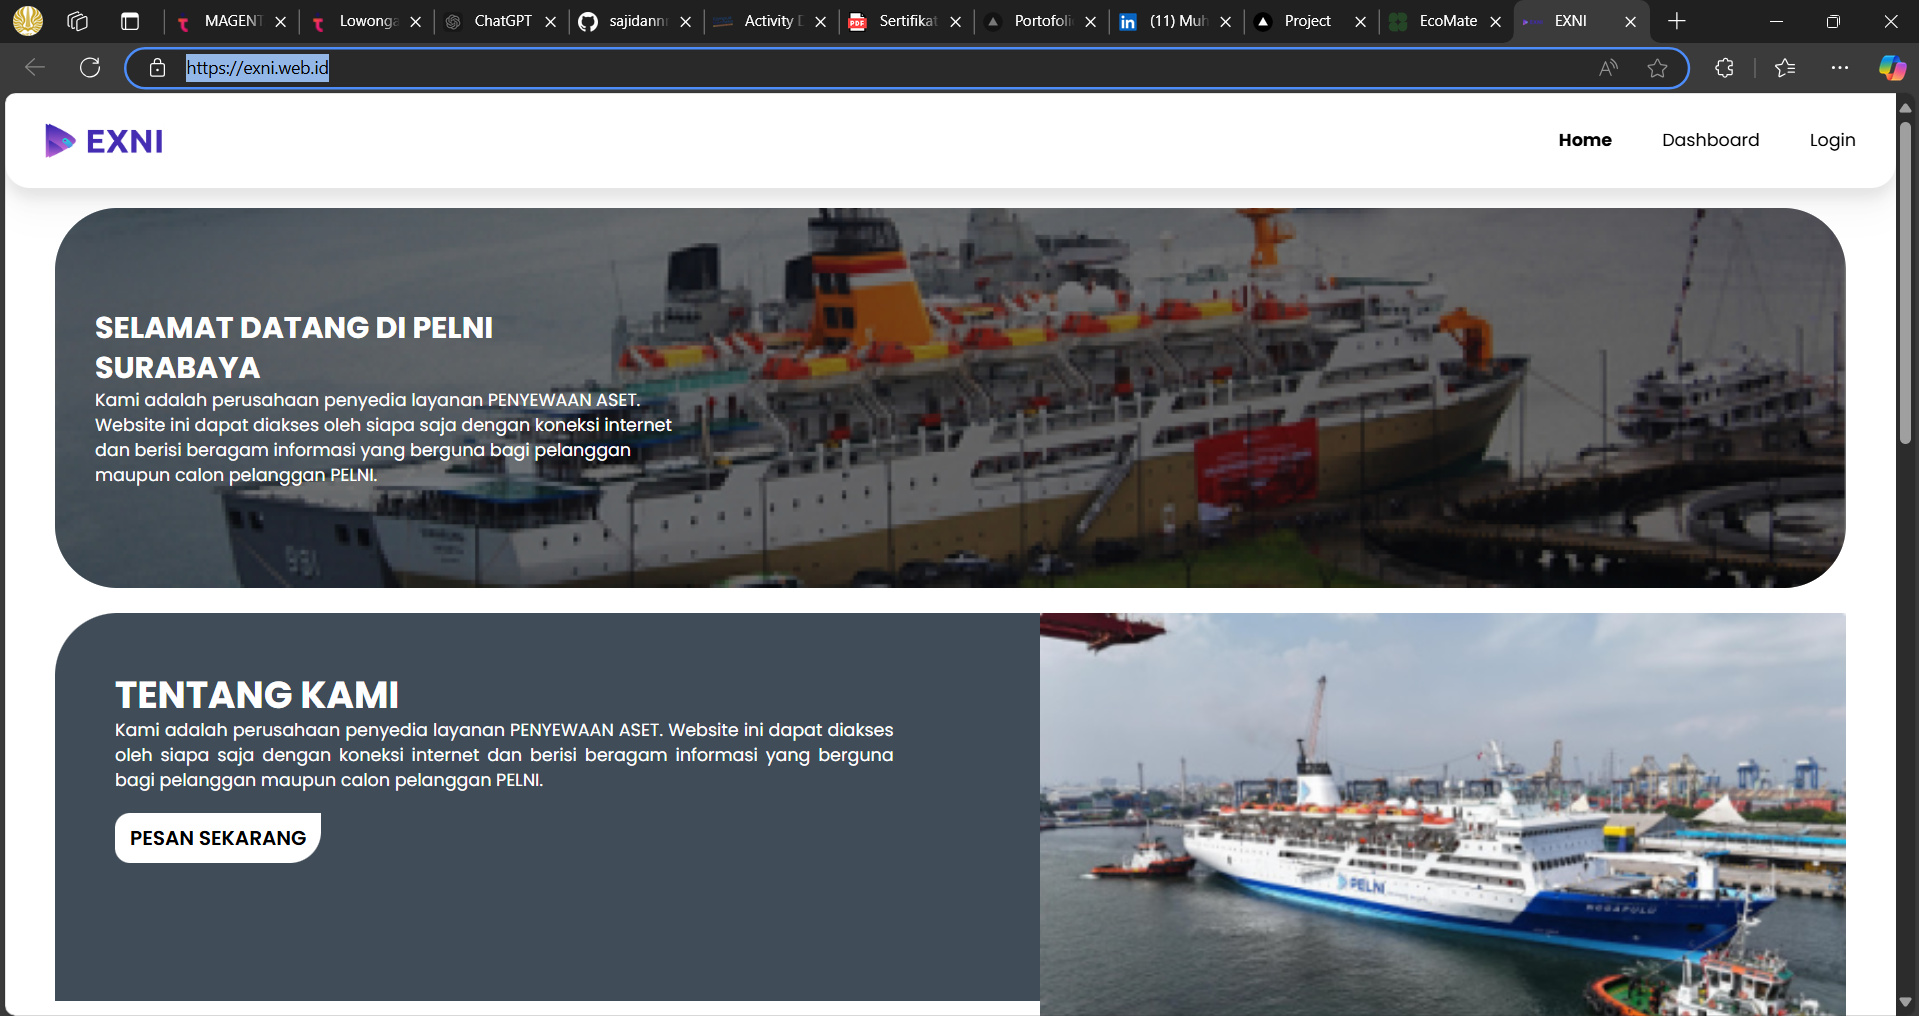 MAGENT
Lowonga
ChatGPT
sajidannr
Activity D
Sertifikat
Portofoli
(11) Muh
Project
EcoMate
EXNI
https://exni.web.id
EXNI
Home
Dashboard
Login
SELAMAT DATANG DI PELNI
SURABAYA
Kami adalah perusahaan penyedia layanan PENYEWAAN ASET.
Website ini dapat diakses oleh siapa saja dengan koneksi internet
dan berisi beragam informasi yang berguna bagi pelanggan
maupun calon pelanggan PELNI.
TENTANG KAMI
Kami adalah perusahaan penyedia layanan PENYEWAAN ASET. Website ini dapat diakses
oleh siapa saja dengan koneksi internet dan berisi beragam informasi yang berguna
bagi pelanggan maupun calon pelanggan PELNI.
PESAN SEKARANG
PELNI